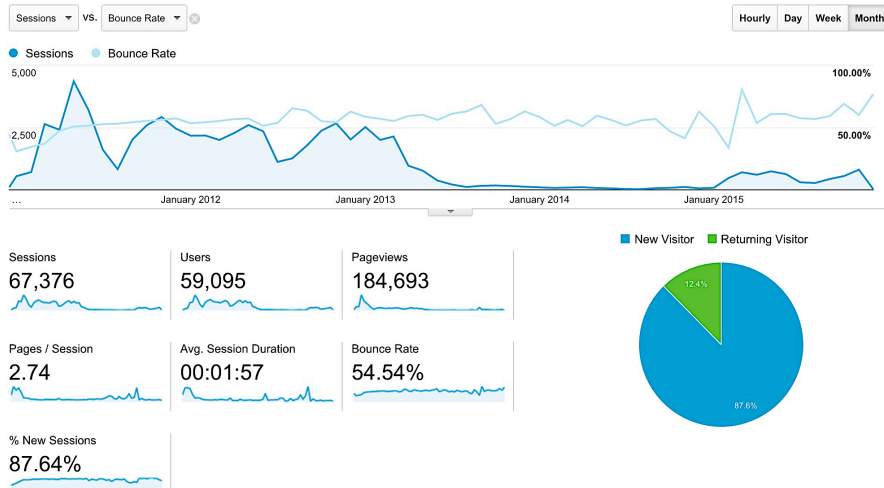 Sessions vs. Bounce Rate Hourly Day Week Month
Sessions Bounce Rate
5,000 100.00%
2,500 50.00%
... January 2012 January 2013 January 2014 January 2015
New Visitor Returning Visitor
Sessions Users Pageviews
67,376 59,095 184,693
12.4%
Pages / Session Avg. Session Duration Bounce Rate
2.74 00:01:57 54.54%
87.6%
% New Sessions
87.64%